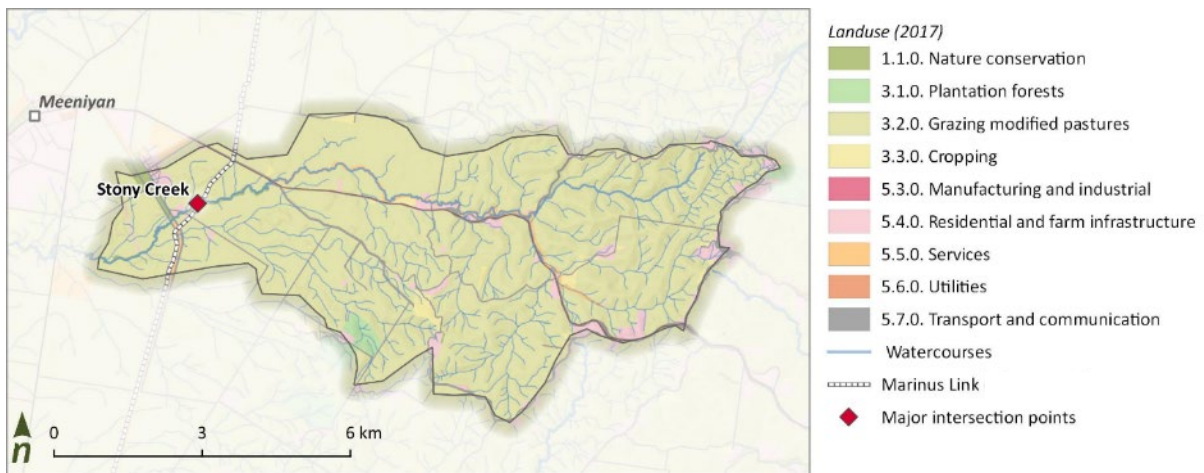 Meeniyan
Stony Creek
n
0 3 6 km
Landuse (2017)
1.1.0. Nature conservation
3.1.0. Plantation forests
3.2.0. Grazing modified pastures
3.3.0. Cropping
5.3.0. Manufacturing and industrial
5.4.0. Residential and farm infrastructure
5.5.0. Services
5.6.0. Utilities
5.7.0. Transport and communication
Watercourses
Marinus Link
Major intersection points